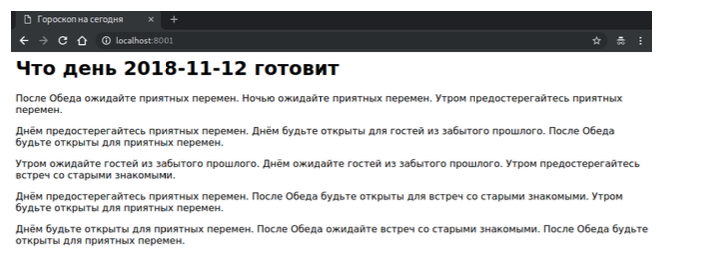 Гороскоп на сегодня × +
localhost:8001
Что день 2018-11-12 готовит
После Обеда ожидайте приятных перемен. Ночью ожидайте приятных перемен. Утром предостерегайтесь приятных
перемен.
Днём предостерегайтесь приятных перемен. Днём будьте открыты для гостей из забытого прошлого. После Обеда
будьте открыты для приятных перемен.
Утром ожидайте гостей из забытого прошлого. Днём ожидайте гостей из забытого прошлого. Утром предостерегайтесь
встреч со старыми знакомыми.
Днём предостерегайтесь приятных перемен. После Обеда будьте открыты для встреч со старыми знакомыми. Утром
будьте открыты для приятных перемен.
Днём будьте открыты для приятных перемен. После Обеда ожидайте встреч со старыми знакомыми. После Обеда будьте
открыты для приятных перемен.